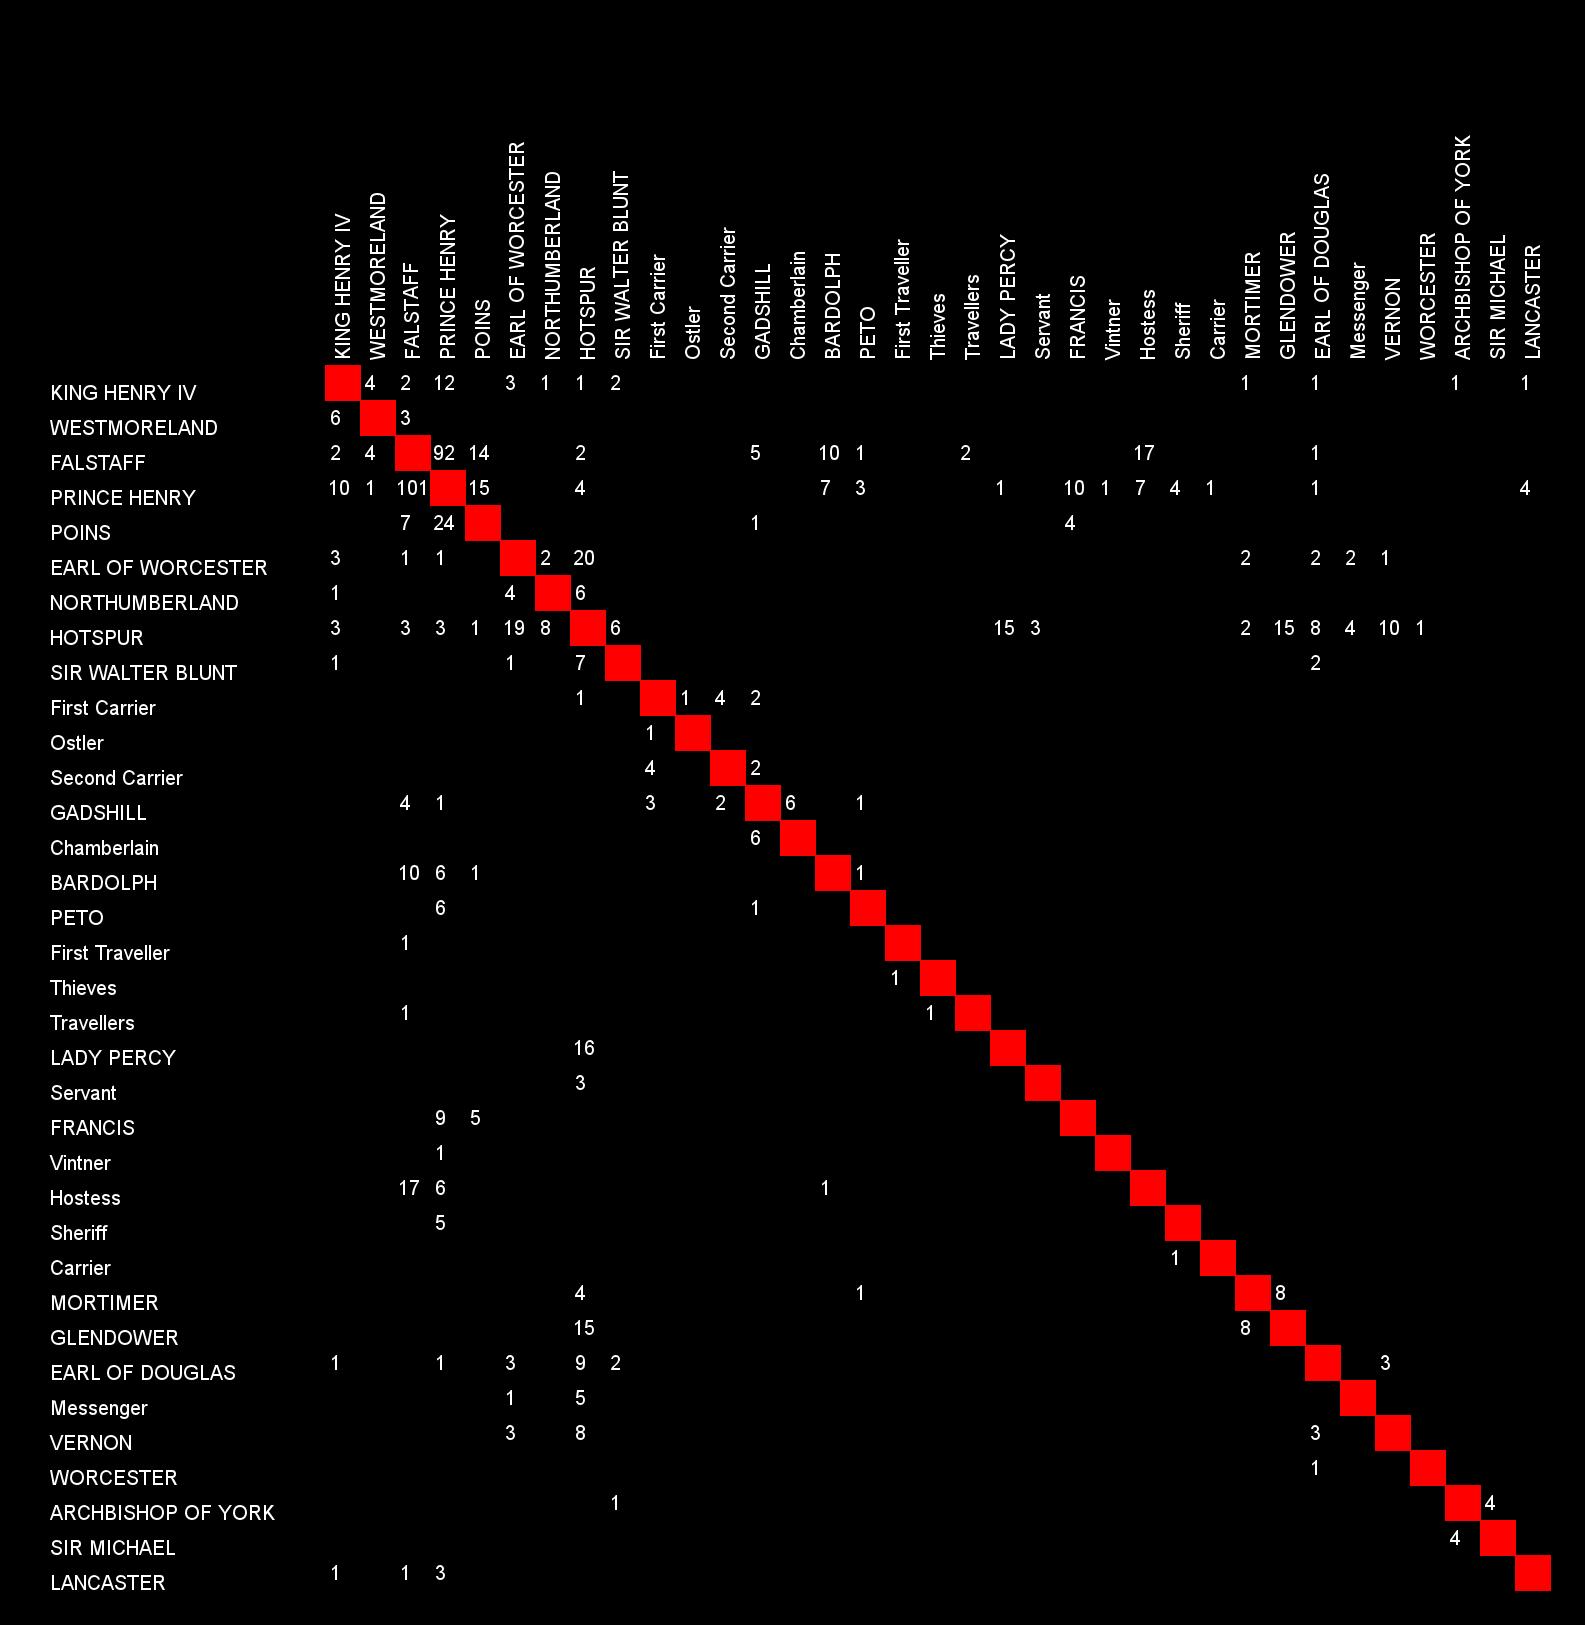 KING HENRY IV WESTMORELAND FALSTAFF PRINCE HENRY POINS EARL OF WORCESTER NORTHUMBERLAND HOTSPUR SIR WALTER BLUNT First Carrier Ostler Second Carrier GADSHILL Chamberlain BARDOLPH PETO First Traveller Thieves Travellers LADY PERCY Servant FRANCIS Vintner Hostess Sheriff Carrier MORTIMER GLENDOWER EARL OF DOUGLAS Messenger VERNON WORCESTER ARCHBISHOP OF YORK SIR MICHAEL LANCASTER
KING HENRY IV 4 2 12 3 1 1 2 1 1 1 1
WESTMORELAND 6 3
FALSTAFF 2 4 92 14 2 5 10 1 2 17 1
PRINCE HENRY 10 1 101 15 4 7 3 1 10 1 7 4 1 1 4
POINS 7 24 1 4
EARL OF WORCESTER 3 1 1 2 20 2 2 2 1
NORTHUMBERLAND 1 4 6
HOTSPUR 3 3 3 1 19 8 6 15 3 2 15 8 4 10 1
SIR WALTER BLUNT 1 1 7 2
First Carrier 1 1 4 2
Ostler 1
Second Carrier 4 2
GADSHILL 4 1 3 2 6 1
Chamberlain 6
BARDOLPH 10 6 1 1
PETO 6 1
First Traveller 1
Thieves 1
Travellers 1 1
LADY PERCY 16
Servant 3
FRANCIS 9 5
Vintner 1
Hostess 17 6 1
Sheriff 5
Carrier 1
MORTIMER 4 1 8
GLENDOWER 15 8
EARL OF DOUGLAS 1 1 3 9 2 3
Messenger 1 5
VERNON 3 8 3
WORCESTER 1
ARCHBISHOP OF YORK 1 4
SIR MICHAEL 4
LANCASTER 1 1 3